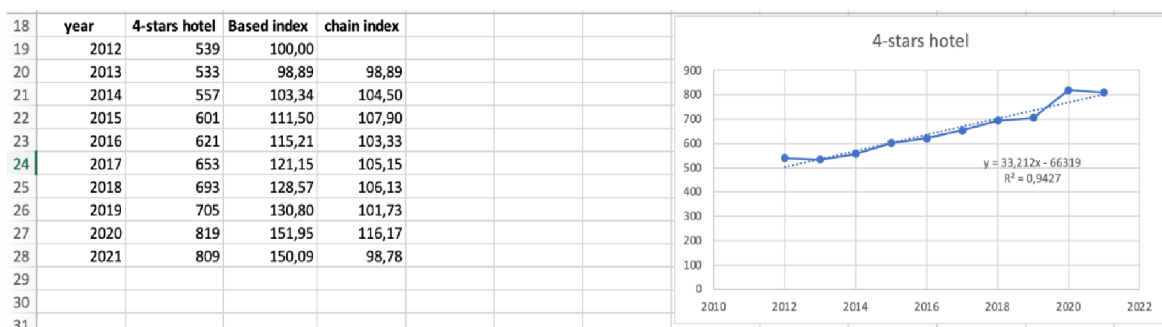 18 year 4-stars hotel Based index chain index
19 2012 539 100,00
20 2013 533 98,89 98,89
21 2014 557 103,34 104,50
22 2015 601 111,50 107,90
23 2016 621 115,21 103,33
24 2017 653 121,15 105,15
25 2018 693 128,57 106,13
26 2019 705 130,80 101,73
27 2020 819 151,95 116,17
28 2021 809 150,09 98,78
29
30
31
4-stars hotel
900
800
700
600
500
400
300
200
100
0
y = 33,212x - 66319
R² = 0,9427
2010 2012 2014 2016 2018 2020 2022